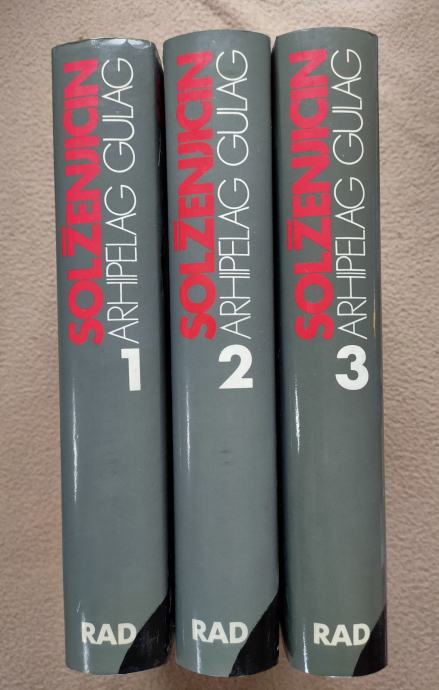 SOLŽENJICIN
ARHIPELAG GULAG
1
RAD
SOLŽENJICIN
ARHIPELAG GULAG
2
RAD
SOLŽENJICIN
ARHIPELAG GULAG
3
RAD